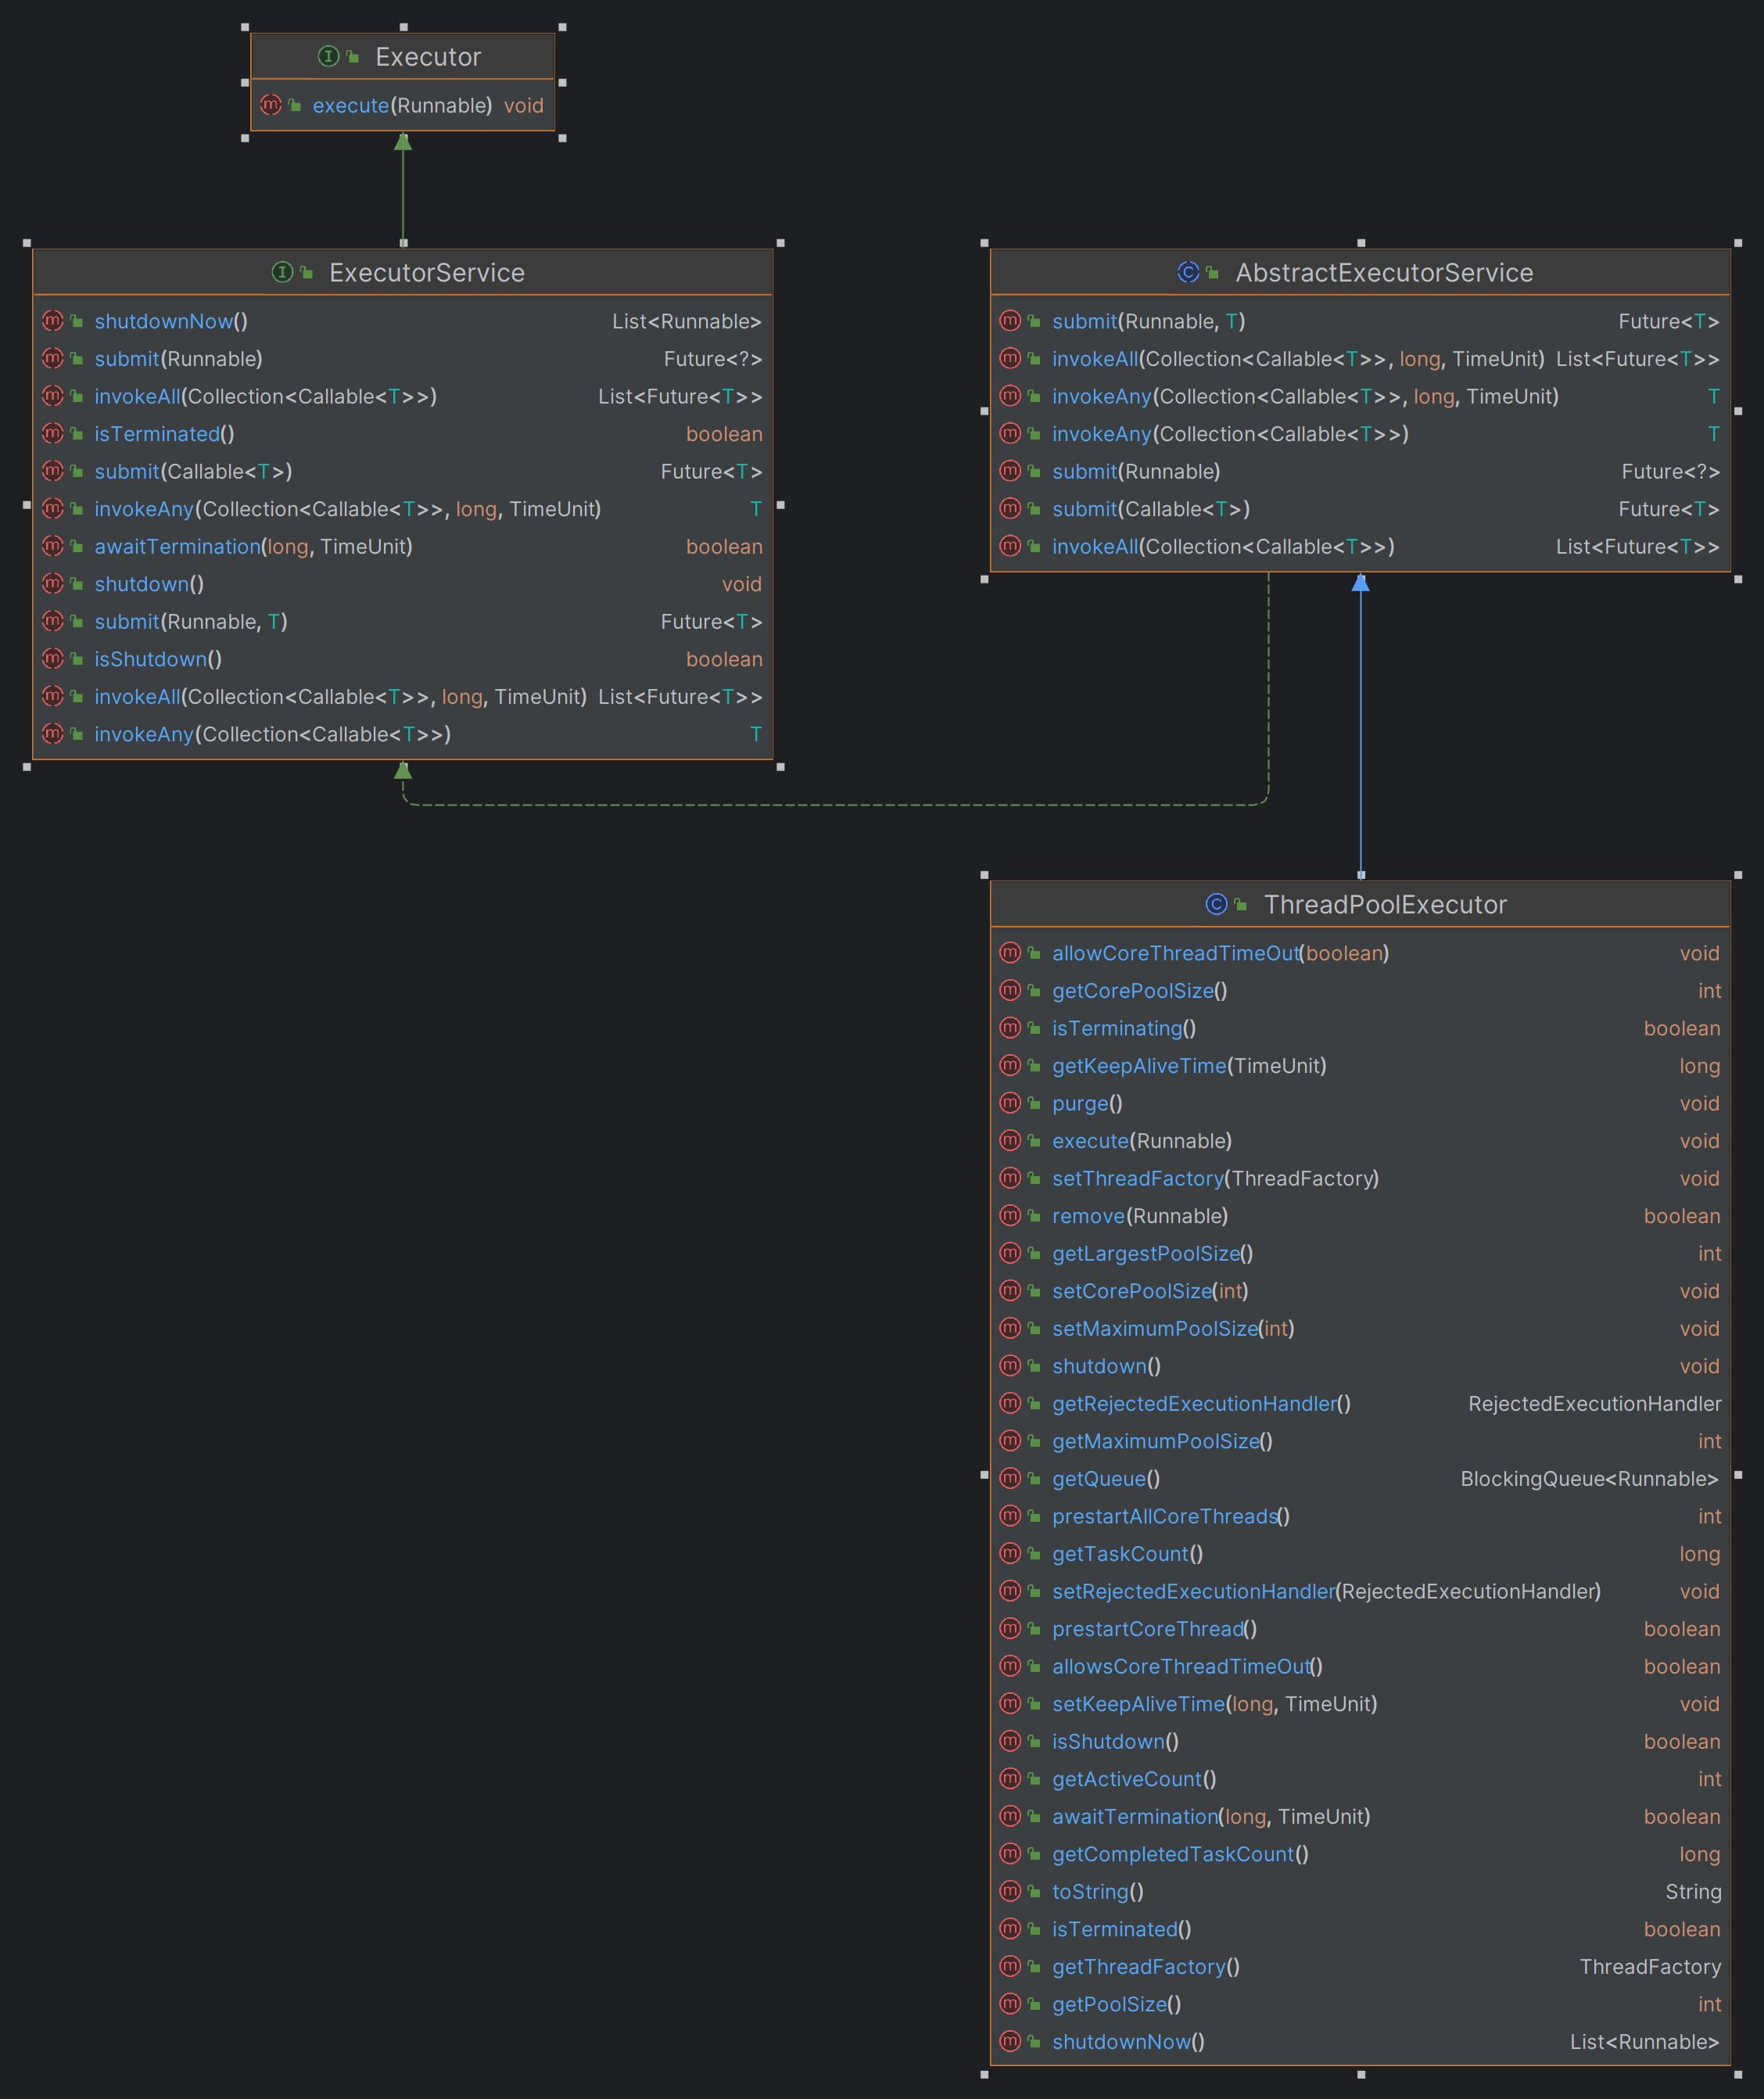 Executor
execute(Runnable) void
ExecutorService
shutdownNow() List<Runnable>
submit(Runnable) Future<?>
invokeAll(Collection<Callable<T>>) List<Future<T>>
isTerminated() boolean
submit(Callable<T>) Future<T>
invokeAny(Collection<Callable<T>>, long, TimeUnit) T
awaitTermination(long, TimeUnit) boolean
shutdown() void
submit(Runnable, T) Future<T>
isShutdown() boolean
invokeAll(Collection<Callable<T>>, long, TimeUnit) List<Future<T>>
invokeAny(Collection<Callable<T>>) T
AbstractExecutorService
submit(Runnable, T) Future<T>
invokeAll(Collection<Callable<T>>, long, TimeUnit) List<Future<T>>
invokeAny(Collection<Callable<T>>, long, TimeUnit) T
invokeAny(Collection<Callable<T>>) T
submit(Runnable) Future<?>
submit(Callable<T>) Future<T>
invokeAll(Collection<Callable<T>>) List<Future<T>>
ThreadPoolExecutor
allowCoreThreadTimeOut(boolean) void
getCorePoolSize() int
isTerminating() boolean
getKeepAliveTime(TimeUnit) long
purge() void
execute(Runnable) void
setThreadFactory(ThreadFactory) void
remove(Runnable) boolean
getLargestPoolSize() int
setCorePoolSize(int) void
setMaximumPoolSize(int) void
shutdown() void
getRejectedExecutionHandler() RejectedExecutionHandler
getMaximumPoolSize() int
getQueue() BlockingQueue<Runnable>
prestartAllCoreThreads() int
getTaskCount() long
setRejectedExecutionHandler(RejectedExecutionHandler) void
prestartCoreThread() boolean
allowsCoreThreadTimeOut() boolean
setKeepAliveTime(long, TimeUnit) void
isShutdown() boolean
getActiveCount() int
awaitTermination(long, TimeUnit) boolean
getCompletedTaskCount() long
toString() String
isTerminated() boolean
getThreadFactory() ThreadFactory
getPoolSize() int
shutdownNow() List<Runnable>